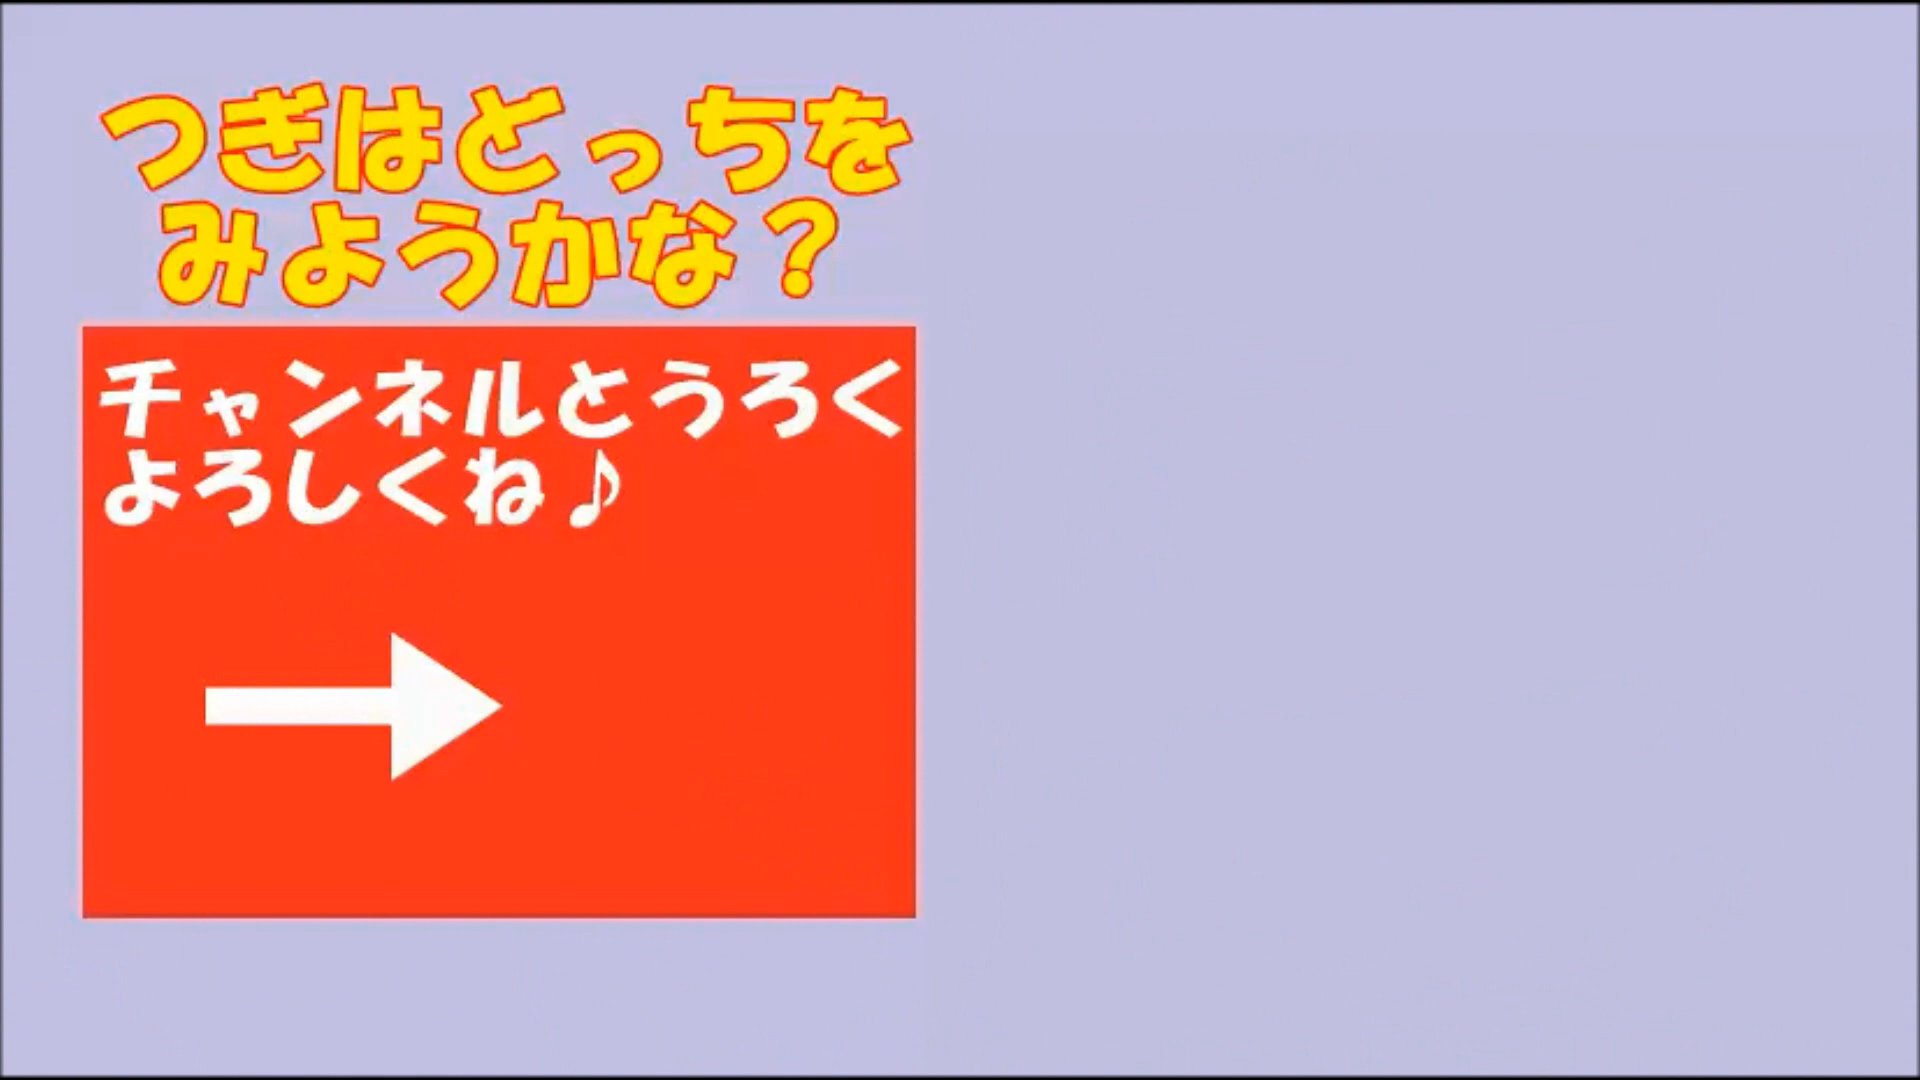 つぎはどっちを
みようかな？
チャンネルとうろく
よろしくね♪